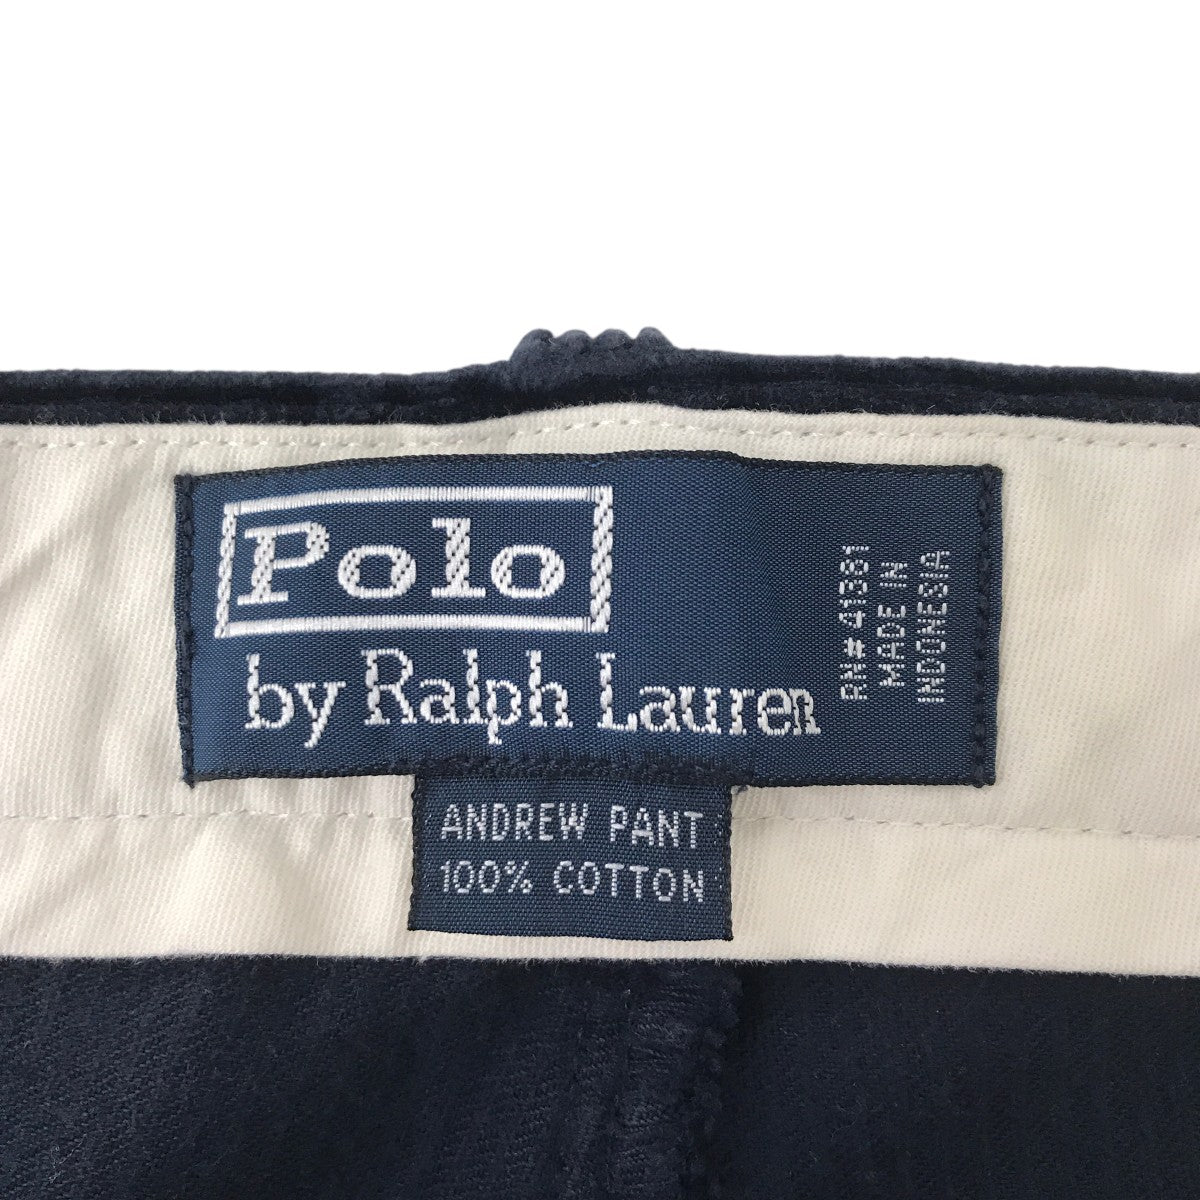 Polo
by Ralph Lauren
RN# 41381
MADE IN
INDONESIA
ANDREW PANT
100% COTTON